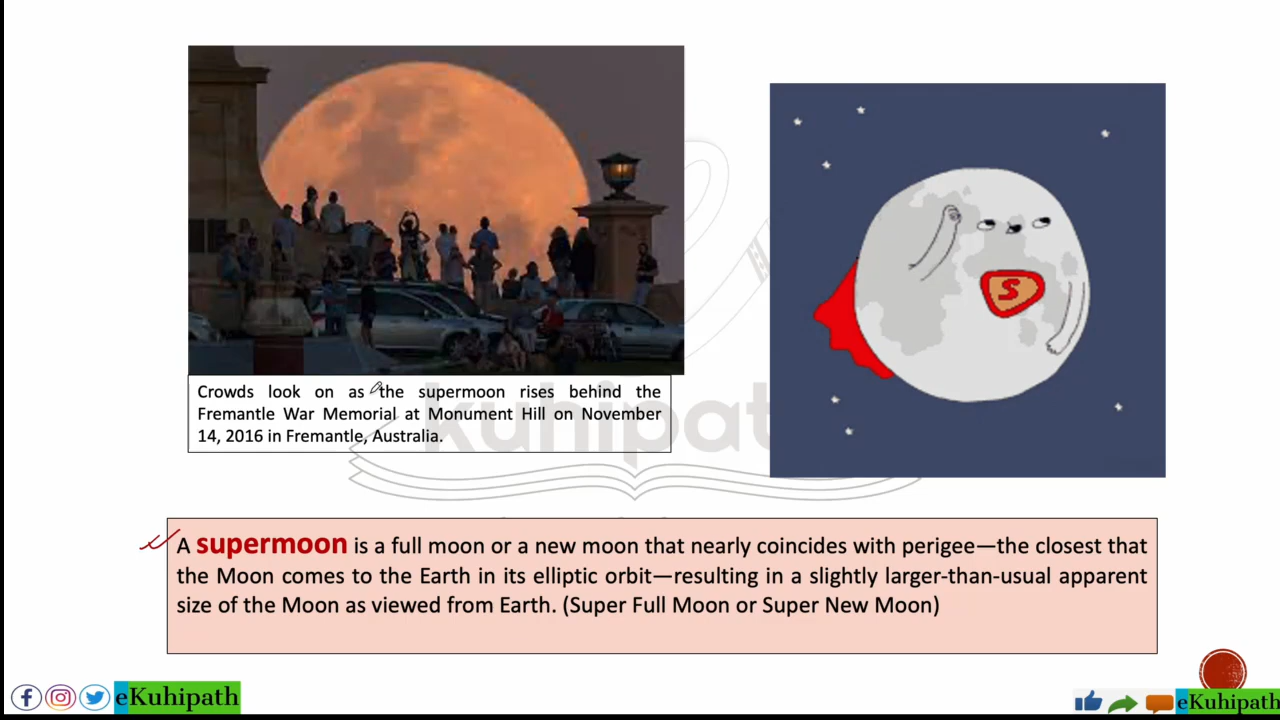 S
Crowds look on as the supermoon rises behind the
Fremantle War Memorial at Monument Hill on November
14, 2016 in Fremantle, Australia.
kuhipath
A supermoon is a full moon or a new moon that nearly coincides with perigee—the closest that
the Moon comes to the Earth in its elliptic orbit—resulting in a slightly larger-than-usual apparent
size of the Moon as viewed from Earth. (Super Full Moon or Super New Moon)
eKuhipath
eKuhipath